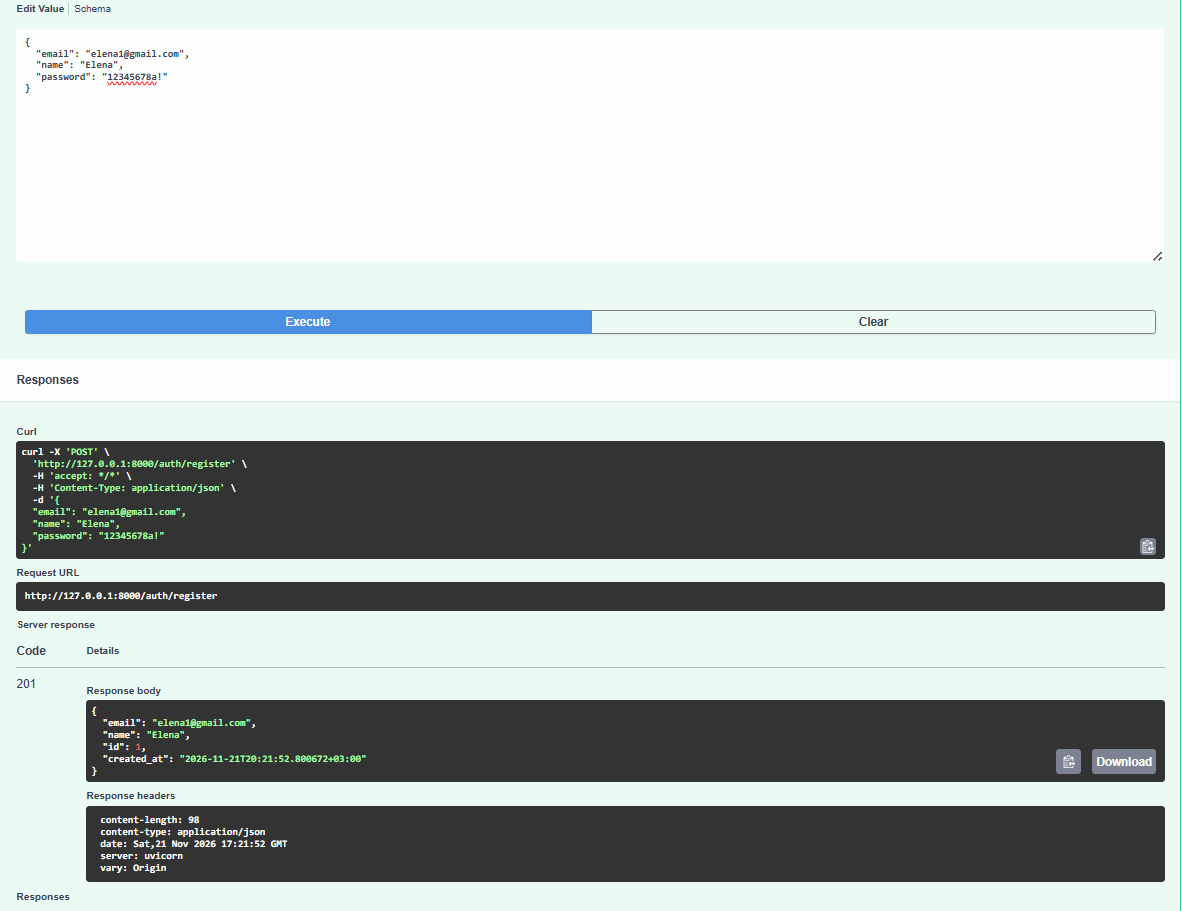 Edit Value | Schema
{
  "email": "elena1@gmail.com",
  "name": "Elena",
  "password": "12345678a!"
}
Execute
Clear
Responses
Curl
curl -X 'POST' \
  'http://127.0.0.1:8000/auth/register' \
  -H 'accept: */*' \
  -H 'Content-Type: application/json' \
  -d '{
  "email": "elena1@gmail.com",
  "name": "Elena",
  "password": "12345678a!"
}'
Request URL
http://127.0.0.1:8000/auth/register
Server response
Code Details
201
Response body
{
  "email": "elena1@gmail.com",
  "name": "Elena",
  "id": 1,
  "created_at": "2026-11-21T20:21:52.800672+03:00"
}
Download
Response headers
content-length: 98
content-type: application/json
date: Sat,21 Nov 2026 17:21:52 GMT
server: uvicorn
vary: Origin
Responses